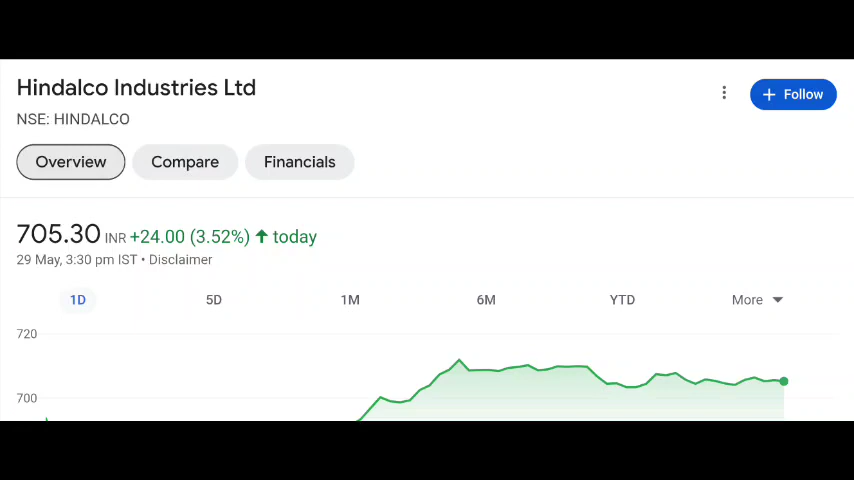 Hindalco Industries Ltd
+ Follow
NSE: HINDALCO
Overview Compare Financials
705.30 INR +24.00 (3.52%) ↑ today
29 May, 3:30 pm IST • Disclaimer
1D 5D 1M 6M YTD More
720
700